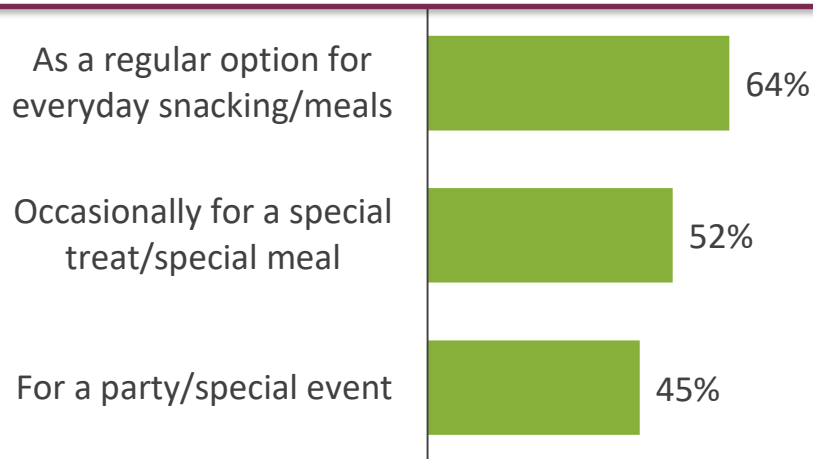 As a regular option for
everyday snacking/meals
64%
Occasionally for a special
treat/special meal
52%
For a party/special event
45%